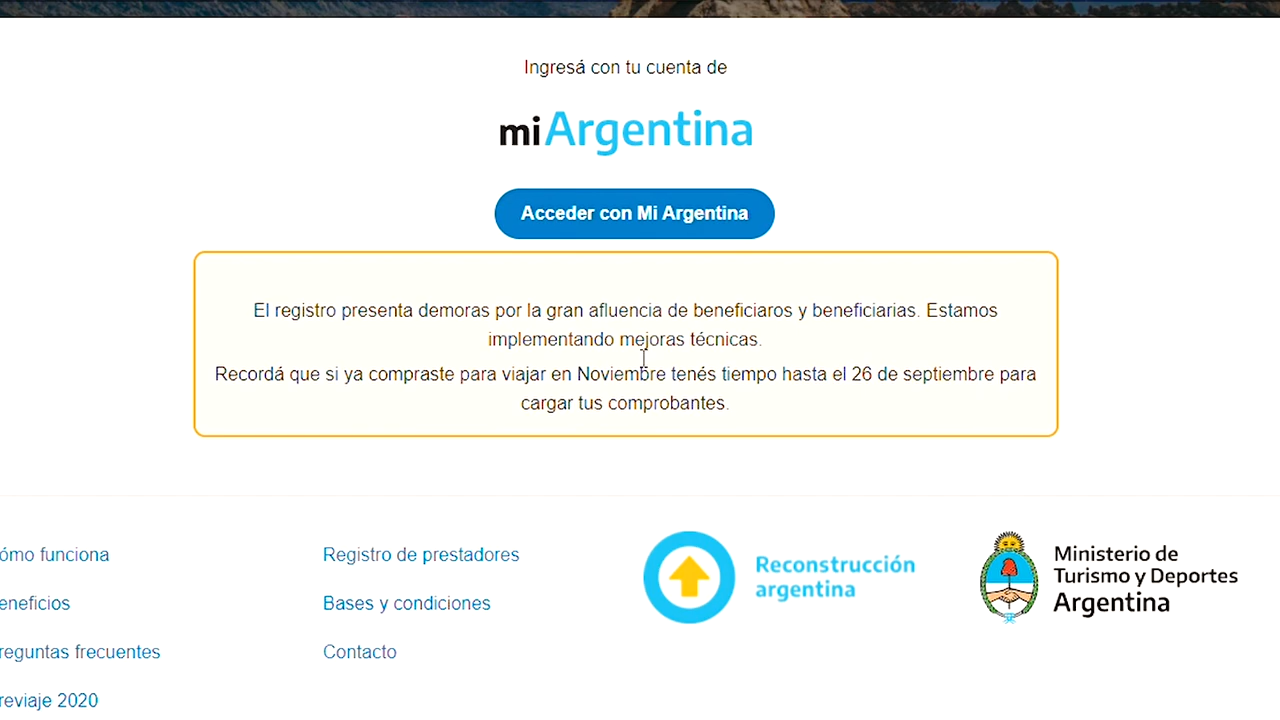 Ingresá con tu cuenta de
mi Argentina
Acceder con Mi Argentina
El registro presenta demoras por la gran afluencia de beneficiaros y beneficiarias. Estamos
implementando mejoras técnicas.
Recordá que si ya compraste para viajar en Noviembre tenés tiempo hasta el 26 de septiembre para
cargar tus comprobantes.
ómo funciona
Registro de prestadores
eneficios
Bases y condiciones
reguntas frecuentes
Contacto
reviaje 2020
Reconstrucción
argentina
Ministerio de
Turismo y Deportes
Argentina